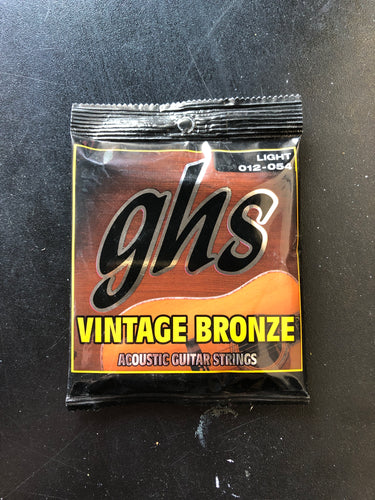 LIGHT
012-054
ghs
VINTAGE BRONZE
ACOUSTIC GUITAR STRINGS